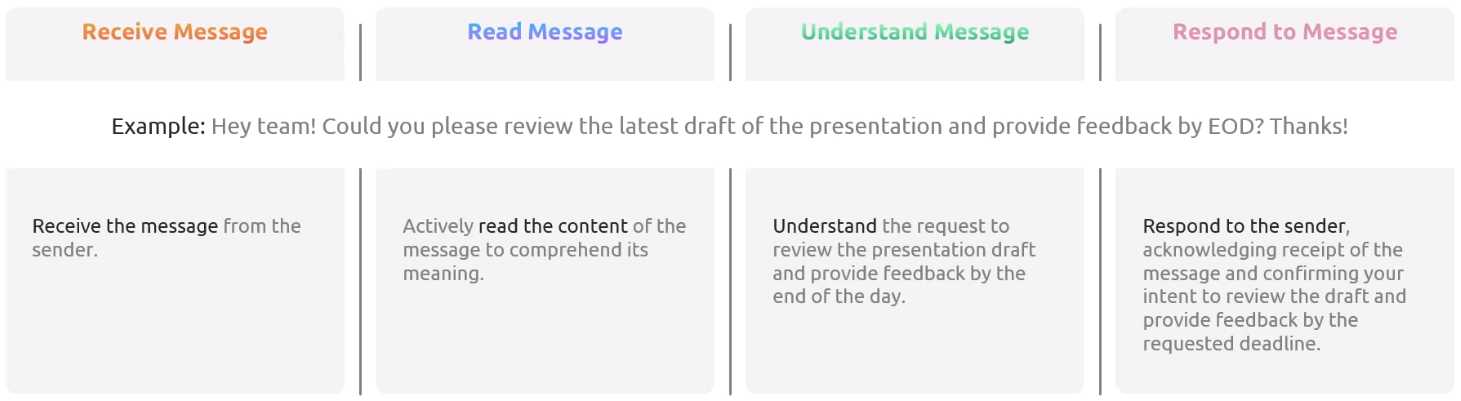 Receive Message
Read Message
Understand Message
Respond to Message
Example: Hey team! Could you please review the latest draft of the presentation and provide feedback by EOD? Thanks!
Receive the message from the
sender.
Actively read the content of the
message to comprehend its
meaning.
Understand the request to
review the presentation draft
and provide feedback by the
end of the day.
Respond to the sender,
acknowledging receipt of the
message and confirming your
intent to review the draft and
provide feedback by the
requested deadline.